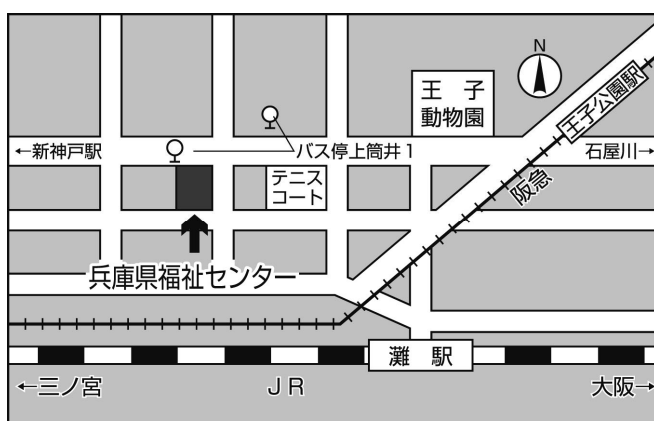 N
王子
動物園
王子公園駅
←新神戸駅
バス停上筒井1
石屋川→
テニス
コート
阪急
兵庫県福祉センター
灘駅
←三ノ宮
JR
大阪→